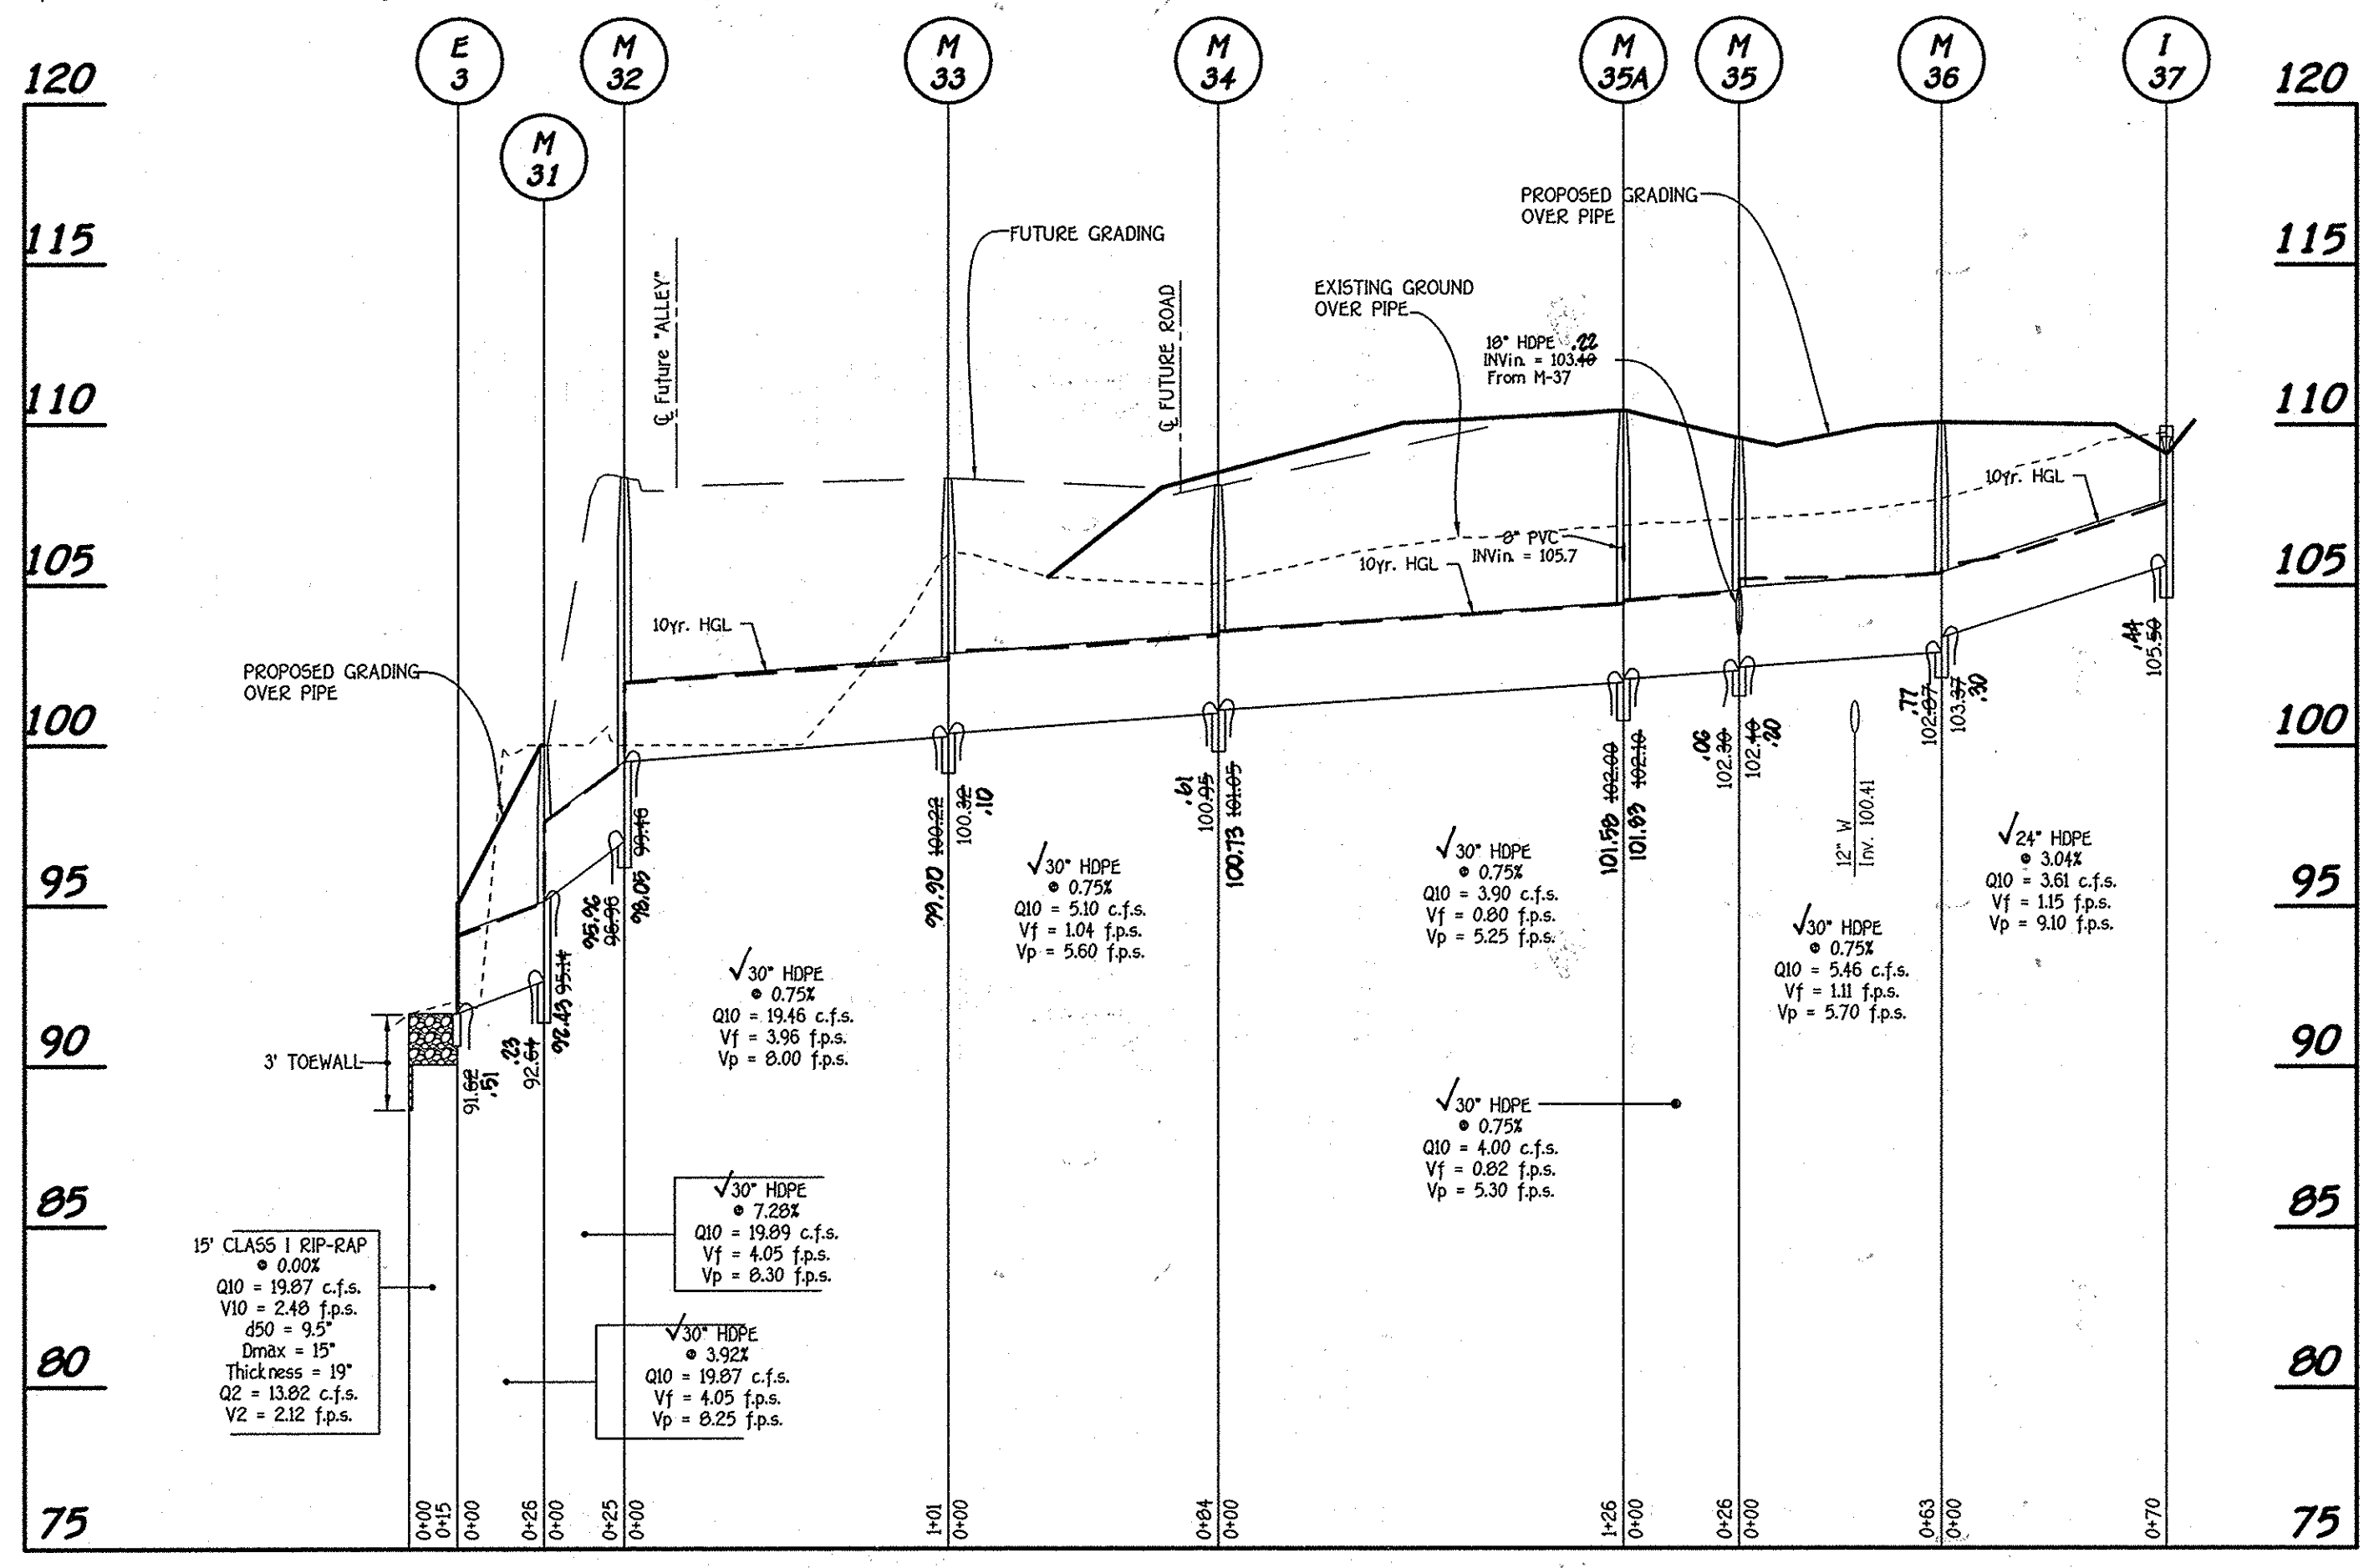 E
3
M
32
M
33
M
34
M
35A
M
35
M
36
I
37
M
31
120
115
110
105
100
95
90
85
80
75
120
115
110
105
100
95
90
85
80
75
PROPOSED GRADING
OVER PIPE
FUTURE GRADING
EXISTING GROUND
OVER PIPE
℄ Future "ALLEY"
℄ FUTURE ROAD
18" HDPE .22
INVin. = 103.40
From M-37
8" PVC
INVin. = 105.7
10yr. HGL
10yr. HGL
10yr. HGL
PROPOSED GRADING
OVER PIPE
3' TOEWALL
91.62
.51
.23
92.64
92.43 95.14
95.96
96.96
98.05 99.46
99.90 100.22
100.32
.10
.61
100.95
100.73 101.05
101.58 102.00
101.83 102.10
.06
102.30
102.40
.20
.77
102.87
103.37
.30
.44
105.50
12" W
Inv. 100.41
√30" HDPE
@ 0.75%
Q10 = 19.46 c.f.s.
Vf = 3.96 f.p.s.
Vp = 8.00 f.p.s.
√30" HDPE
@ 0.75%
Q10 = 5.10 c.f.s.
Vf = 1.04 f.p.s.
Vp = 5.60 f.p.s.
√30" HDPE
@ 0.75%
Q10 = 3.90 c.f.s.
Vf = 0.80 f.p.s.
Vp = 5.25 f.p.s.
√30" HDPE
@ 0.75%
Q10 = 5.46 c.f.s.
Vf = 1.11 f.p.s.
Vp = 5.70 f.p.s.
√24" HDPE
@ 3.04%
Q10 = 3.61 c.f.s.
Vf = 1.15 f.p.s.
Vp = 9.10 f.p.s.
√30" HDPE
@ 0.75%
Q10 = 4.00 c.f.s.
Vf = 0.82 f.p.s.
Vp = 5.30 f.p.s.
√30" HDPE
@ 7.28%
Q10 = 19.89 c.f.s.
Vf = 4.05 f.p.s.
Vp = 8.30 f.p.s.
√30" HDPE
@ 3.92%
Q10 = 19.87 c.f.s.
Vf = 4.05 f.p.s.
Vp = 8.25 f.p.s.
15' CLASS I RIP-RAP
@ 0.00%
Q10 = 19.87 c.f.s.
V10 = 2.48 f.p.s.
d50 = 9.5"
Dmax = 15"
Thickness = 19"
Q2 = 13.82 c.f.s.
V2 = 2.12 f.p.s.
0+00
0+15
0+00
0+26
0+00
0+25
0+00
1+01
0+00
0+84
0+00
1+26
0+00
0+26
0+00
0+63
0+00
0+70